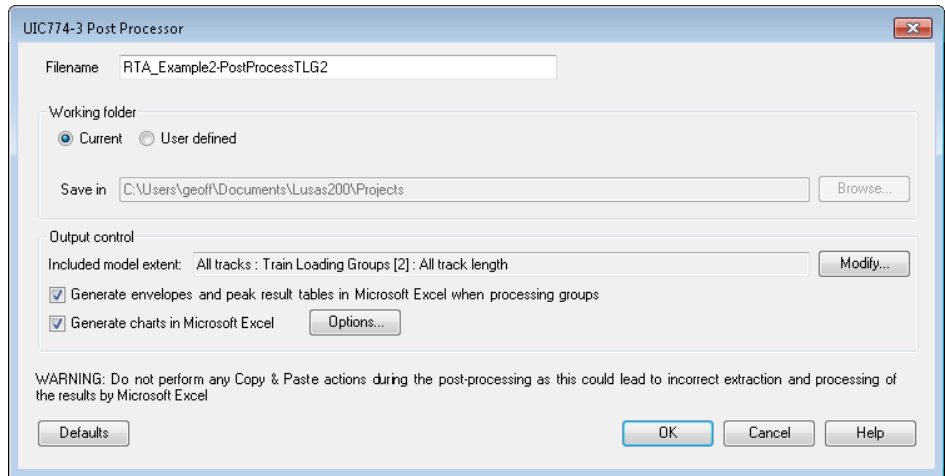 UIC774-3 Post Processor
Filename RTA_Example2-PostProcessTLG2
Working folder
Current User defined
Save in C:\Users\geoff\Documents\Lusas200\Projects Browse...
Output control
Included model extent: All tracks : Train Loading Groups [2] : All track length Modify...
Generate envelopes and peak result tables in Microsoft Excel when processing groups
Generate charts in Microsoft Excel Options...
WARNING: Do not perform any Copy & Paste actions during the post-processing as this could lead to incorrect extraction and processing of
the results by Microsoft Excel
Defaults OK Cancel Help